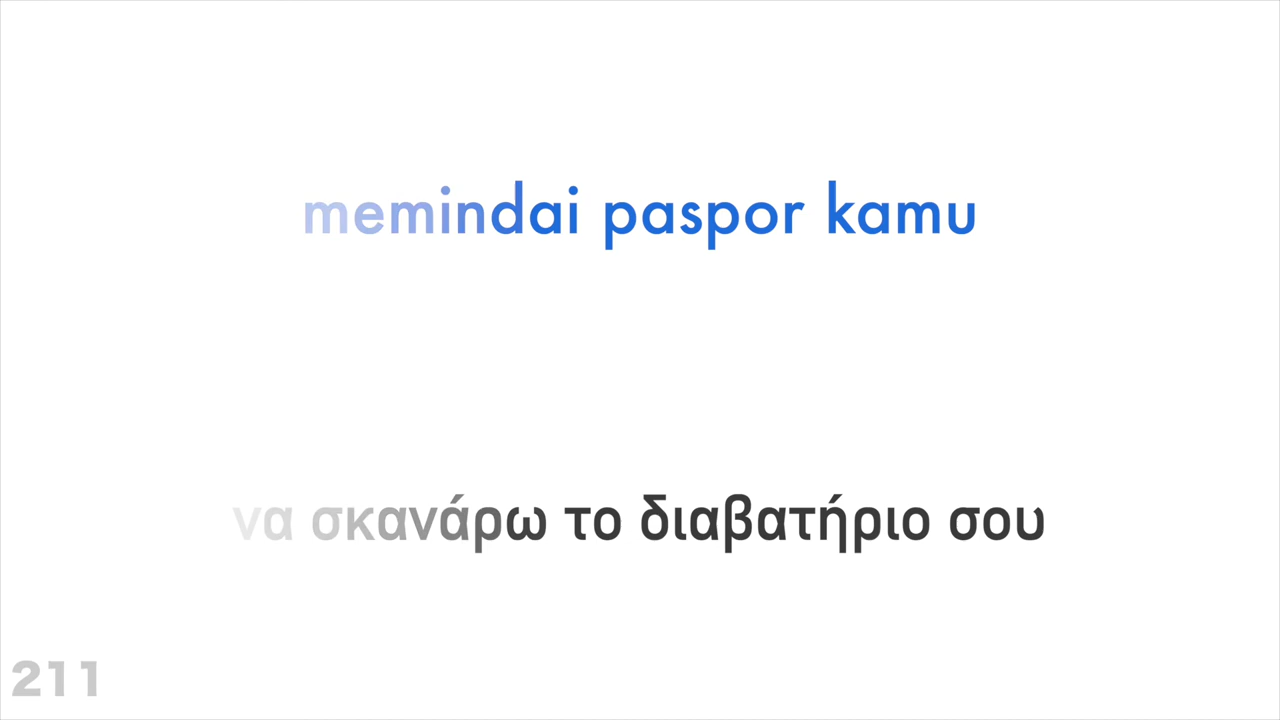 memindai paspor kamu
να σκανάρω το διαβατήριο σου
211